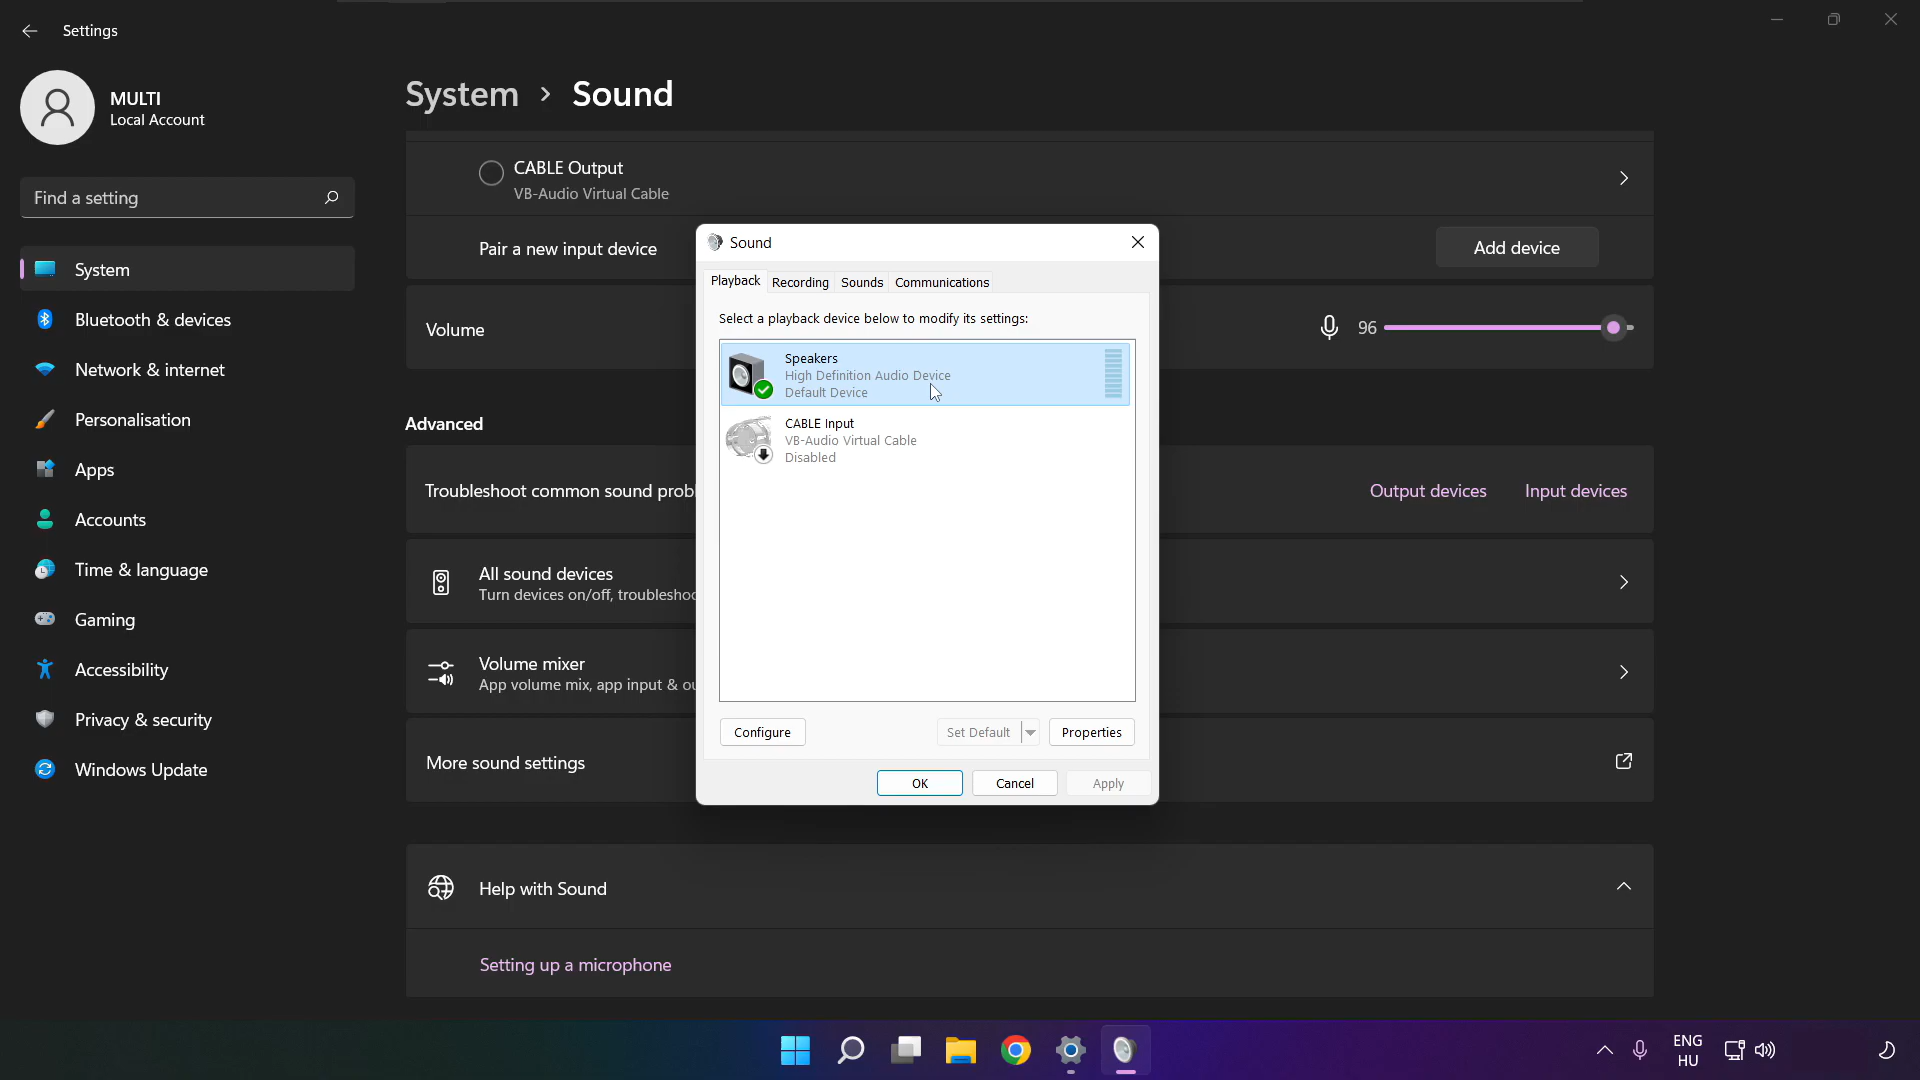 Settings
MULTI
Local Account
Find a setting
System
Bluetooth & devices
Network & internet
Personalisation
Apps
Accounts
Time & language
Gaming
Accessibility
Privacy & security
Windows Update
System > Sound
CABLE Output
VB-Audio Virtual Cable
Pair a new input device
Add device
Volume
96
Advanced
Troubleshoot common sound
Output devices
Input devices
All sound devices
Turn devices on/off,
Volume mixer
App volume mix, app input &
More sound settings
Help with Sound
Setting up a microphone
Sound
Playback Recording Sounds Communications
Select a playback device below to modify its settings:
Speakers
High Definition Audio Device
Default Device
CABLE Input
VB-Audio Virtual Cable
Disabled
Configure
Set Default
Properties
OK
Cancel
Apply
ENG
HU